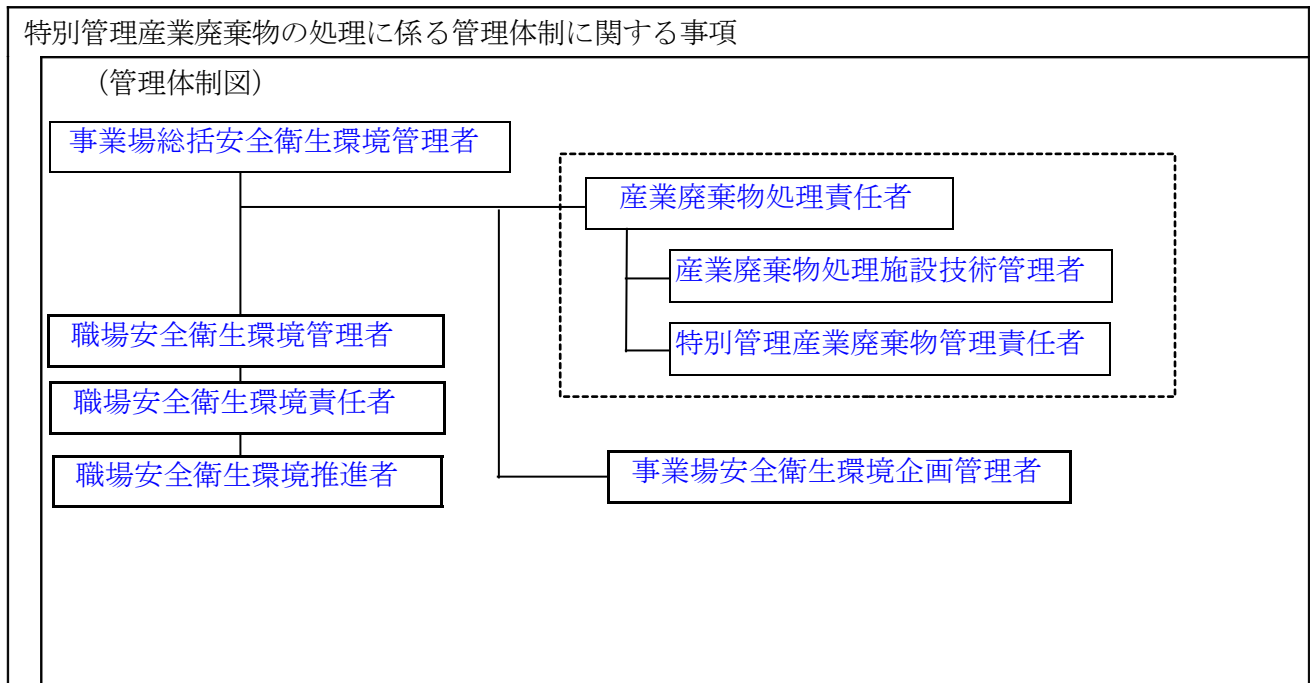 特別管理産業廃棄物の処理に係る管理体制に関する事項
（管理体制図）
事業場総括安全衛生環境管理者
産業廃棄物処理責任者
産業廃棄物処理施設技術管理者
特別管理産業廃棄物管理責任者
職場安全衛生環境管理者
職場安全衛生環境責任者
職場安全衛生環境推進者
事業場安全衛生環境企画管理者